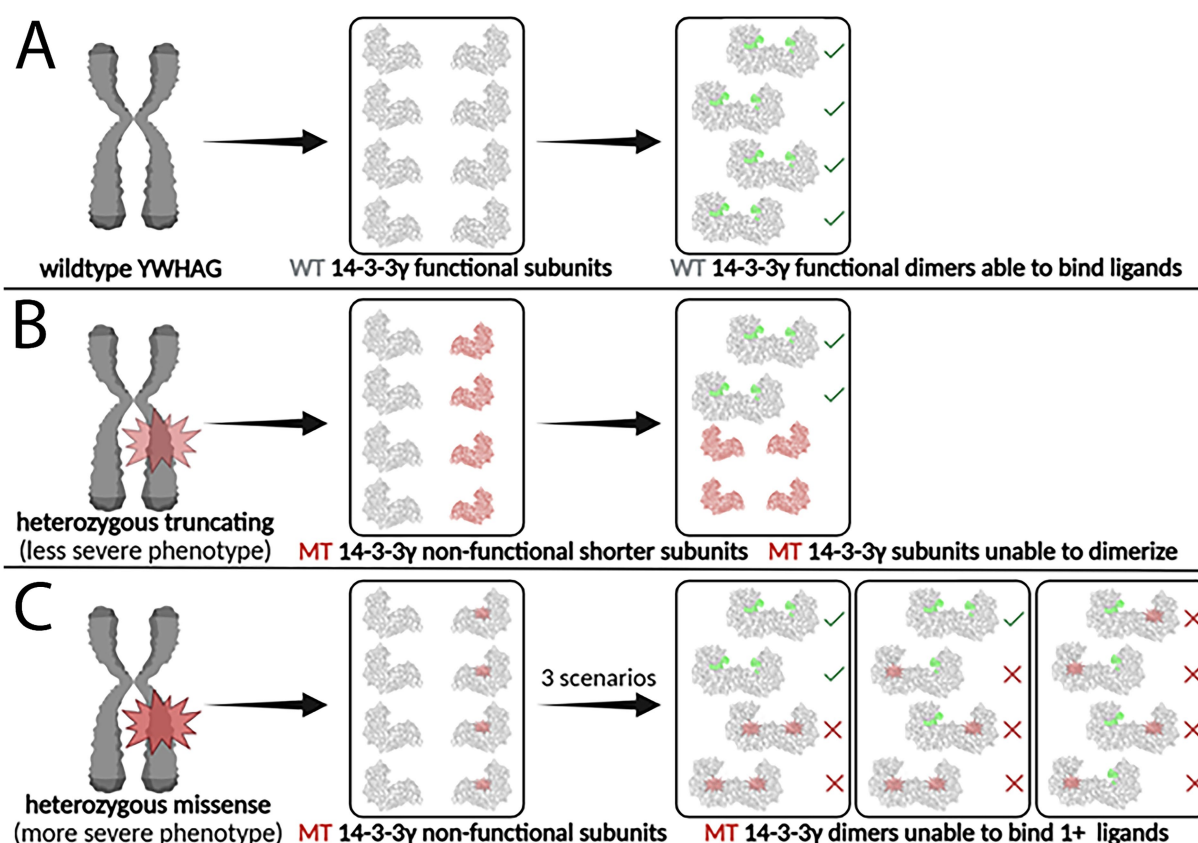 A
wildtype YWHAG
WT 14-3-3γ functional subunits
WT 14-3-3γ functional dimers able to bind ligands
B
heterozygous truncating
(less severe phenotype)
MT 14-3-3γ non-functional shorter subunits
MT 14-3-3γ subunits unable to dimerize
C
3 scenarios
heterozygous missense
(more severe phenotype)
MT 14-3-3γ non-functional subunits
MT 14-3-3γ dimers unable to bind 1+ ligands